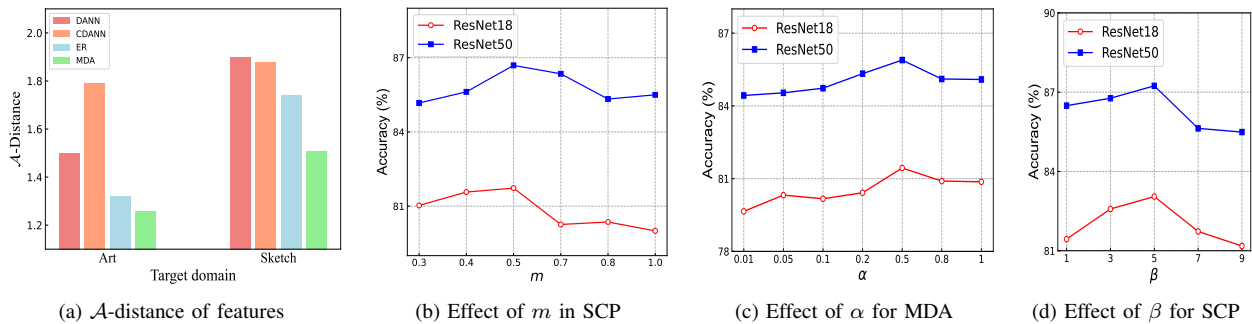 DANN
CDANN
ER
MDA
2.0
1.8
1.6
1.4
1.2
𝒜-Distance
Art
Sketch
Target domain
(a) 𝒜-distance of features
ResNet18
ResNet50
87
84
81
Accuracy (%)
0.3 0.4 0.5 0.7 0.8 1.0
m
(b) Effect of m in SCP
ResNet18
ResNet50
87
84
81
78
Accuracy (%)
0.01 0.05 0.1 0.2 0.5 0.8 1
α
(c) Effect of α for MDA
ResNet18
ResNet50
90
87
84
81
Accuracy (%)
1 3 5 7 9
β
(d) Effect of β for SCP